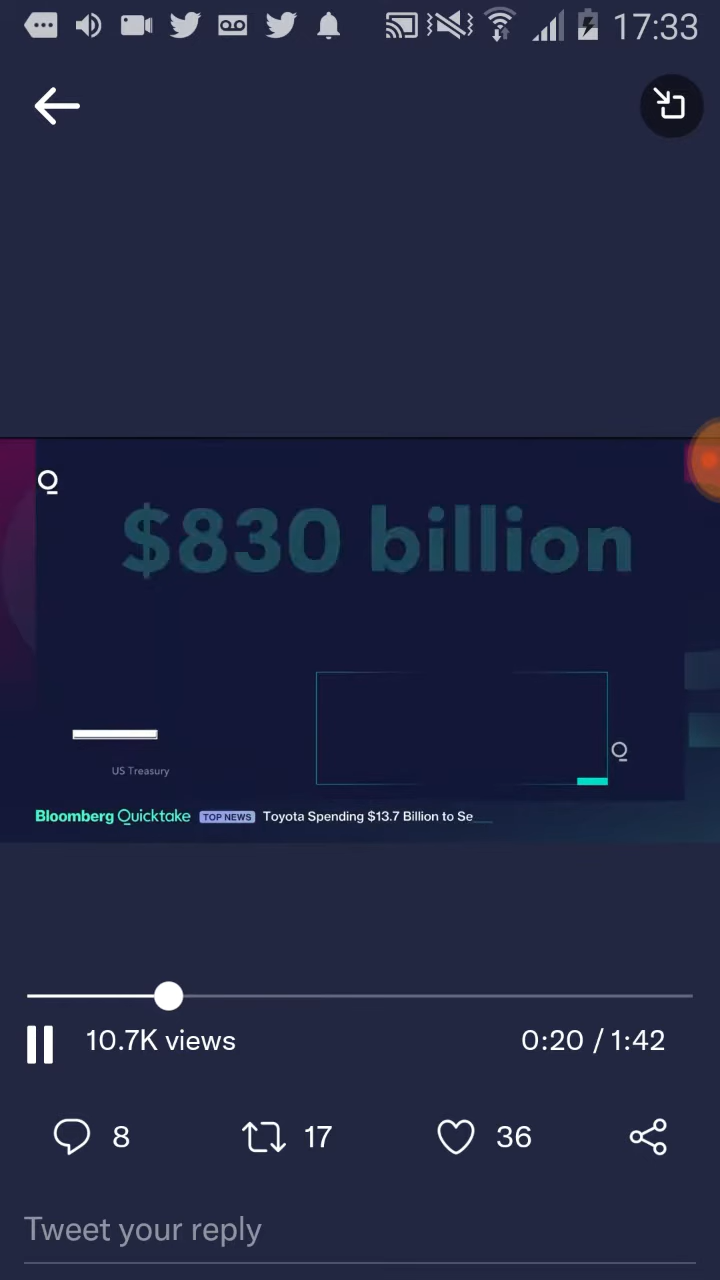 17:33
$830 billion
US Treasury
Bloomberg Quicktake TOP NEWS Toyota Spending $13.7 Billion to Se
10.7K views 0:20 / 1:42
8 17 36
Tweet your reply